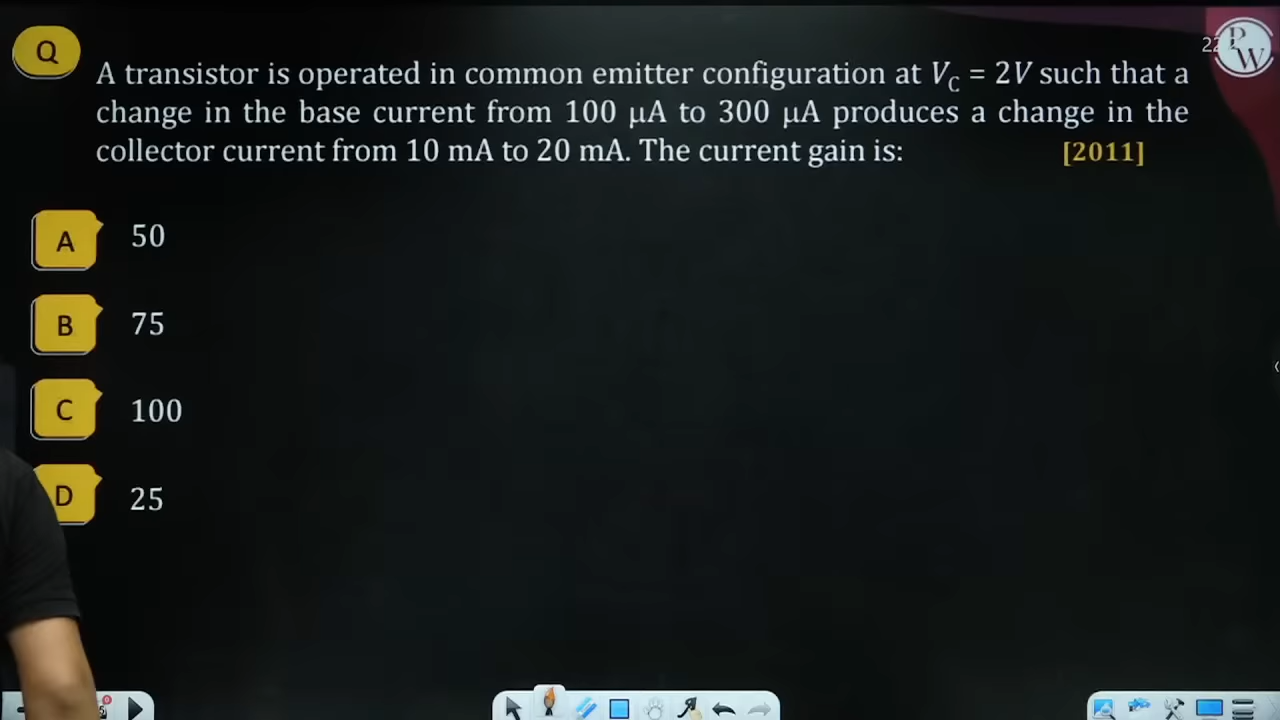 Q
22
PW
A transistor is operated in common emitter configuration at V_C = 2V such that a
change in the base current from 100 μA to 300 μA produces a change in the
collector current from 10 mA to 20 mA. The current gain is: [2011]
A 50
B 75
C 100
D 25